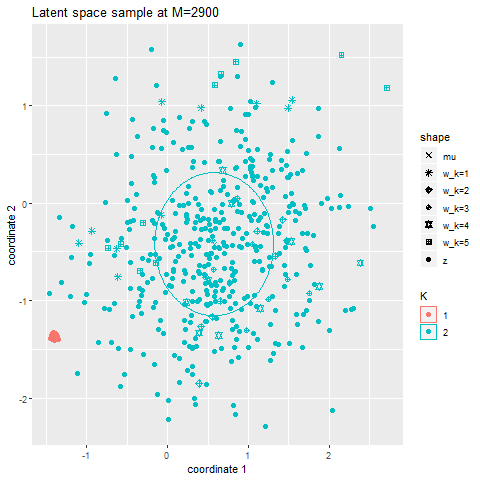 Latent space sample at M=2900
coordinate 2
1
0
-1
-2
-1
0
1
2
coordinate 1
shape
mu
w_k=1
w_k=2
w_k=3
w_k=4
w_k=5
z
K
1
2